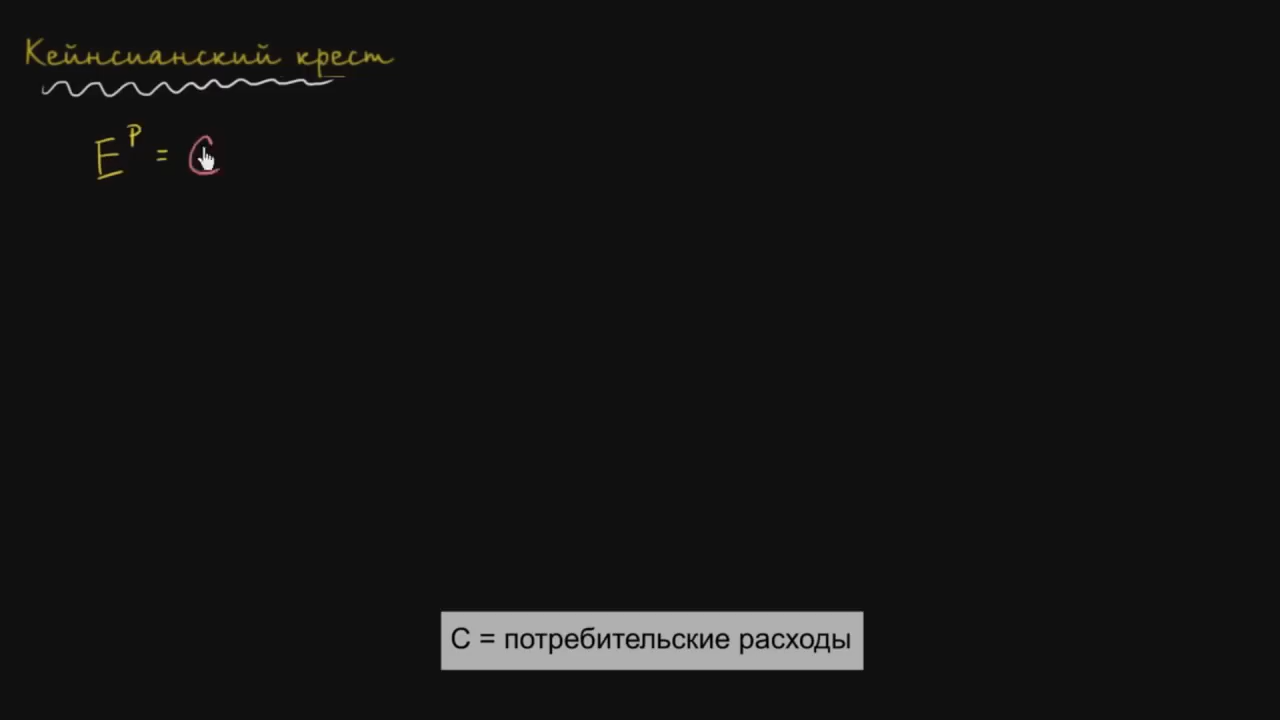 Кейнсианский крест
E^P = C
C = потребительские расходы